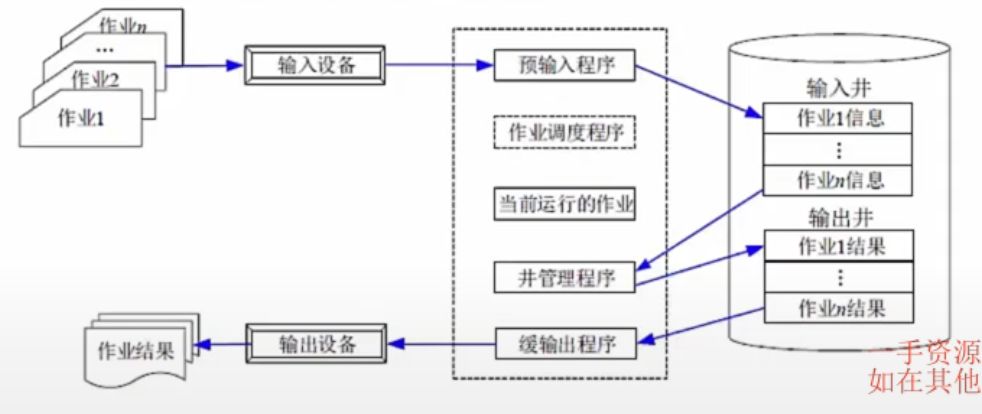 作业n
...
作业2
作业1
输入设备
预输入程序
作业调度程序
当前运行的作业
井管理程序
缓输出程序
输入井
作业1信息
⋮
作业n信息
输出井
作业1结果
⋮
作业n结果
输出设备
作业结果
一手资源
如在其他